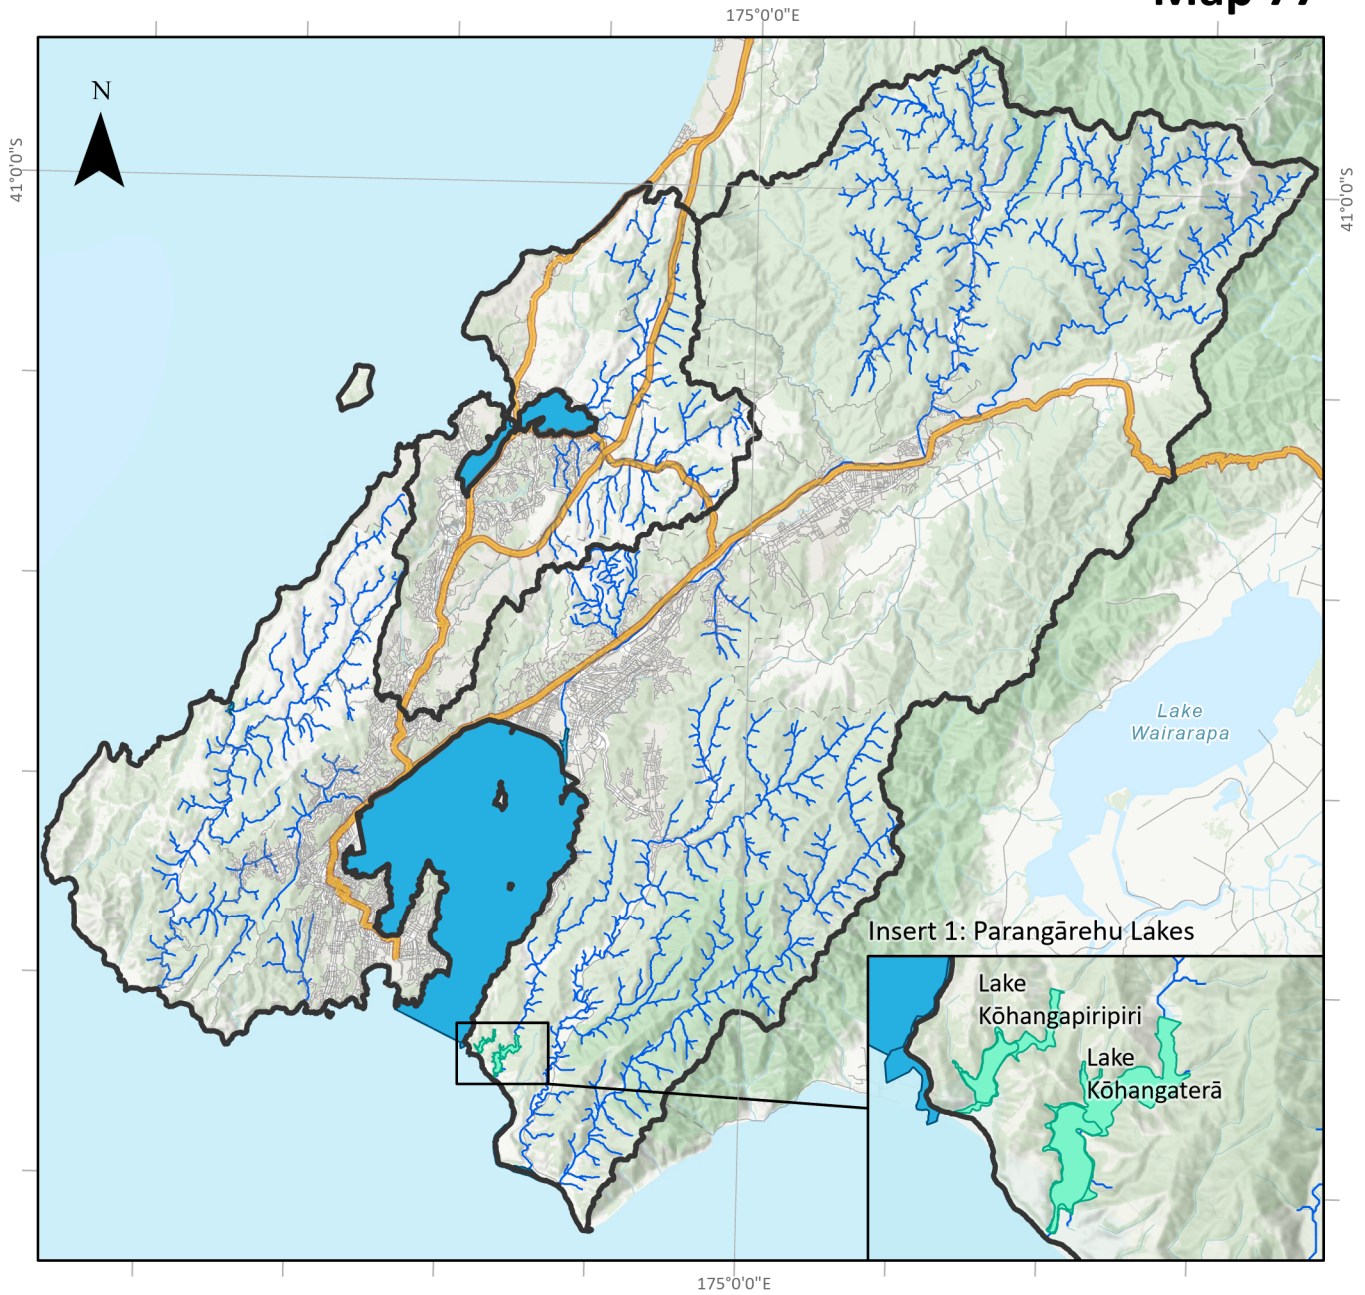 Map 77
175°0'0"E
N
41°0'0"S
41°0'0"S
Lake
Wairarapa
Insert 1: Parangārehu Lakes
Lake
Kōhangapiripiri
Lake
Kōhangaterā
175°0'0"E